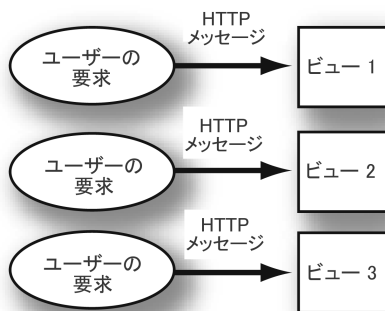 HTTP
メッセージ
ユーザーの
要求
ビュー 1
HTTP
メッセージ
ユーザーの
要求
ビュー 2
HTTP
メッセージ
ユーザーの
要求
ビュー 3